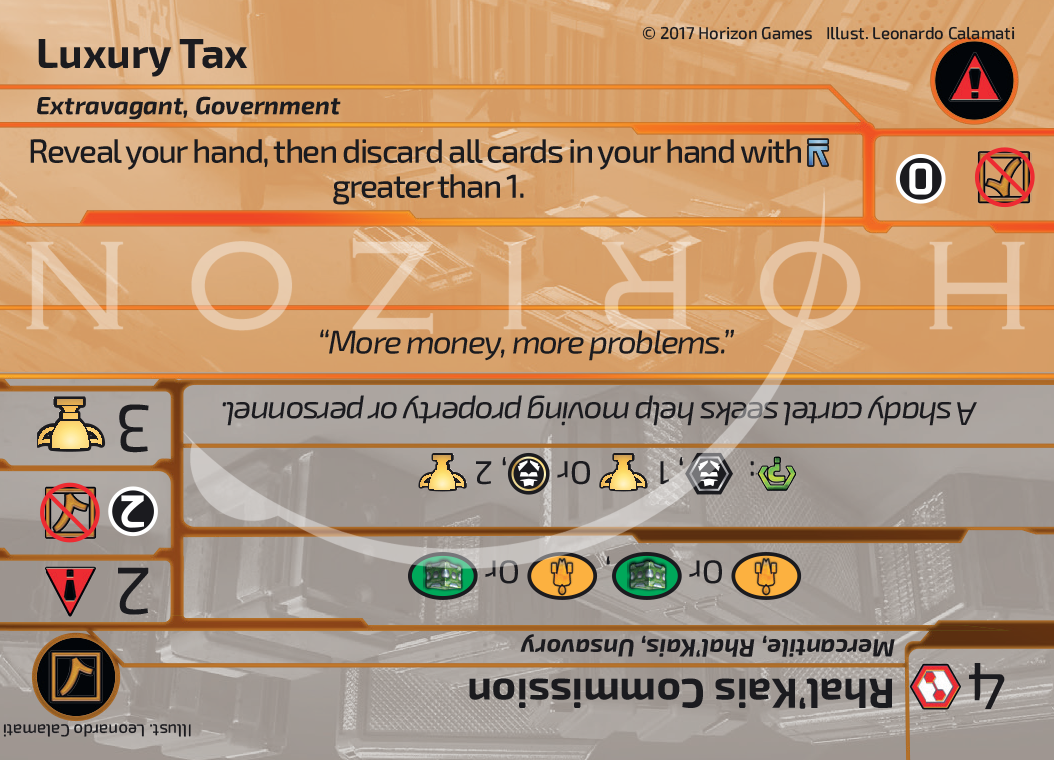 © 2017 Horizon Games Illust. Leonardo Calamati
Luxury Tax
Extravagant, Government
Reveal your hand, then discard all cards in your hand with R
greater than 1.
0
HORIZON
“More money, more problems.”
4
Rhal'Kais Commission
Illust. Leonardo Calamati
Mercantile, Rhal'Kais, Unsavory
Or , Or
2
: , 1 Or , 2
2
A shady cartel seeks help moving property or personnel.
3